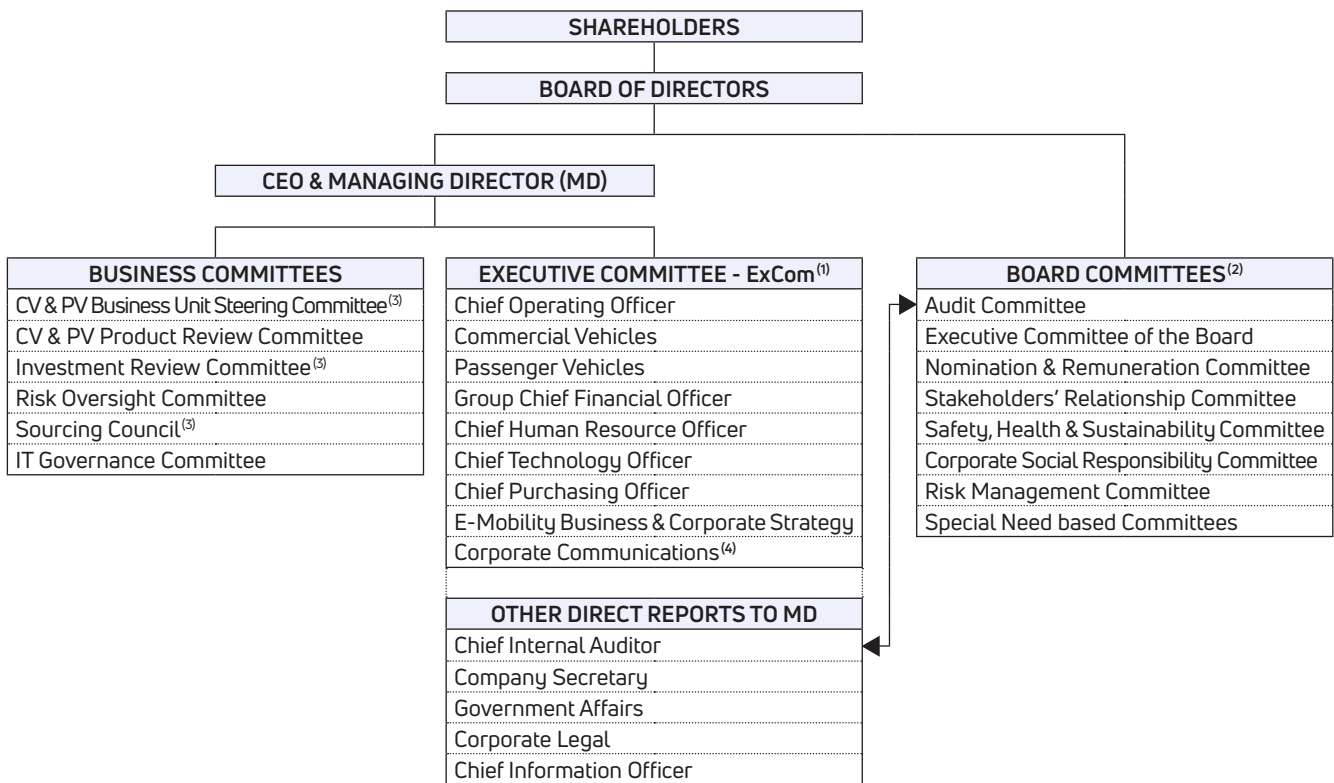 SHAREHOLDERS
BOARD OF DIRECTORS
CEO & MANAGING DIRECTOR (MD)
BUSINESS COMMITTEES
CV & PV Business Unit Steering Committee(3)
CV & PV Product Review Committee
Investment Review Committee(3)
Risk Oversight Committee
Sourcing Council(3)
IT Governance Committee
EXECUTIVE COMMITTEE - ExCom(1)
Chief Operating Officer
Commercial Vehicles
Passenger Vehicles
Group Chief Financial Officer
Chief Human Resource Officer
Chief Technology Officer
Chief Purchasing Officer
E-Mobility Business & Corporate Strategy
Corporate Communications(4)
OTHER DIRECT REPORTS TO MD
Chief Internal Auditor
Company Secretary
Government Affairs
Corporate Legal
Chief Information Officer
BOARD COMMITTEES(2)
Audit Committee
Executive Committee of the Board
Nomination & Remuneration Committee
Stakeholders’ Relationship Committee
Safety, Health & Sustainability Committee
Corporate Social Responsibility Committee
Risk Management Committee
Special Need based Committees